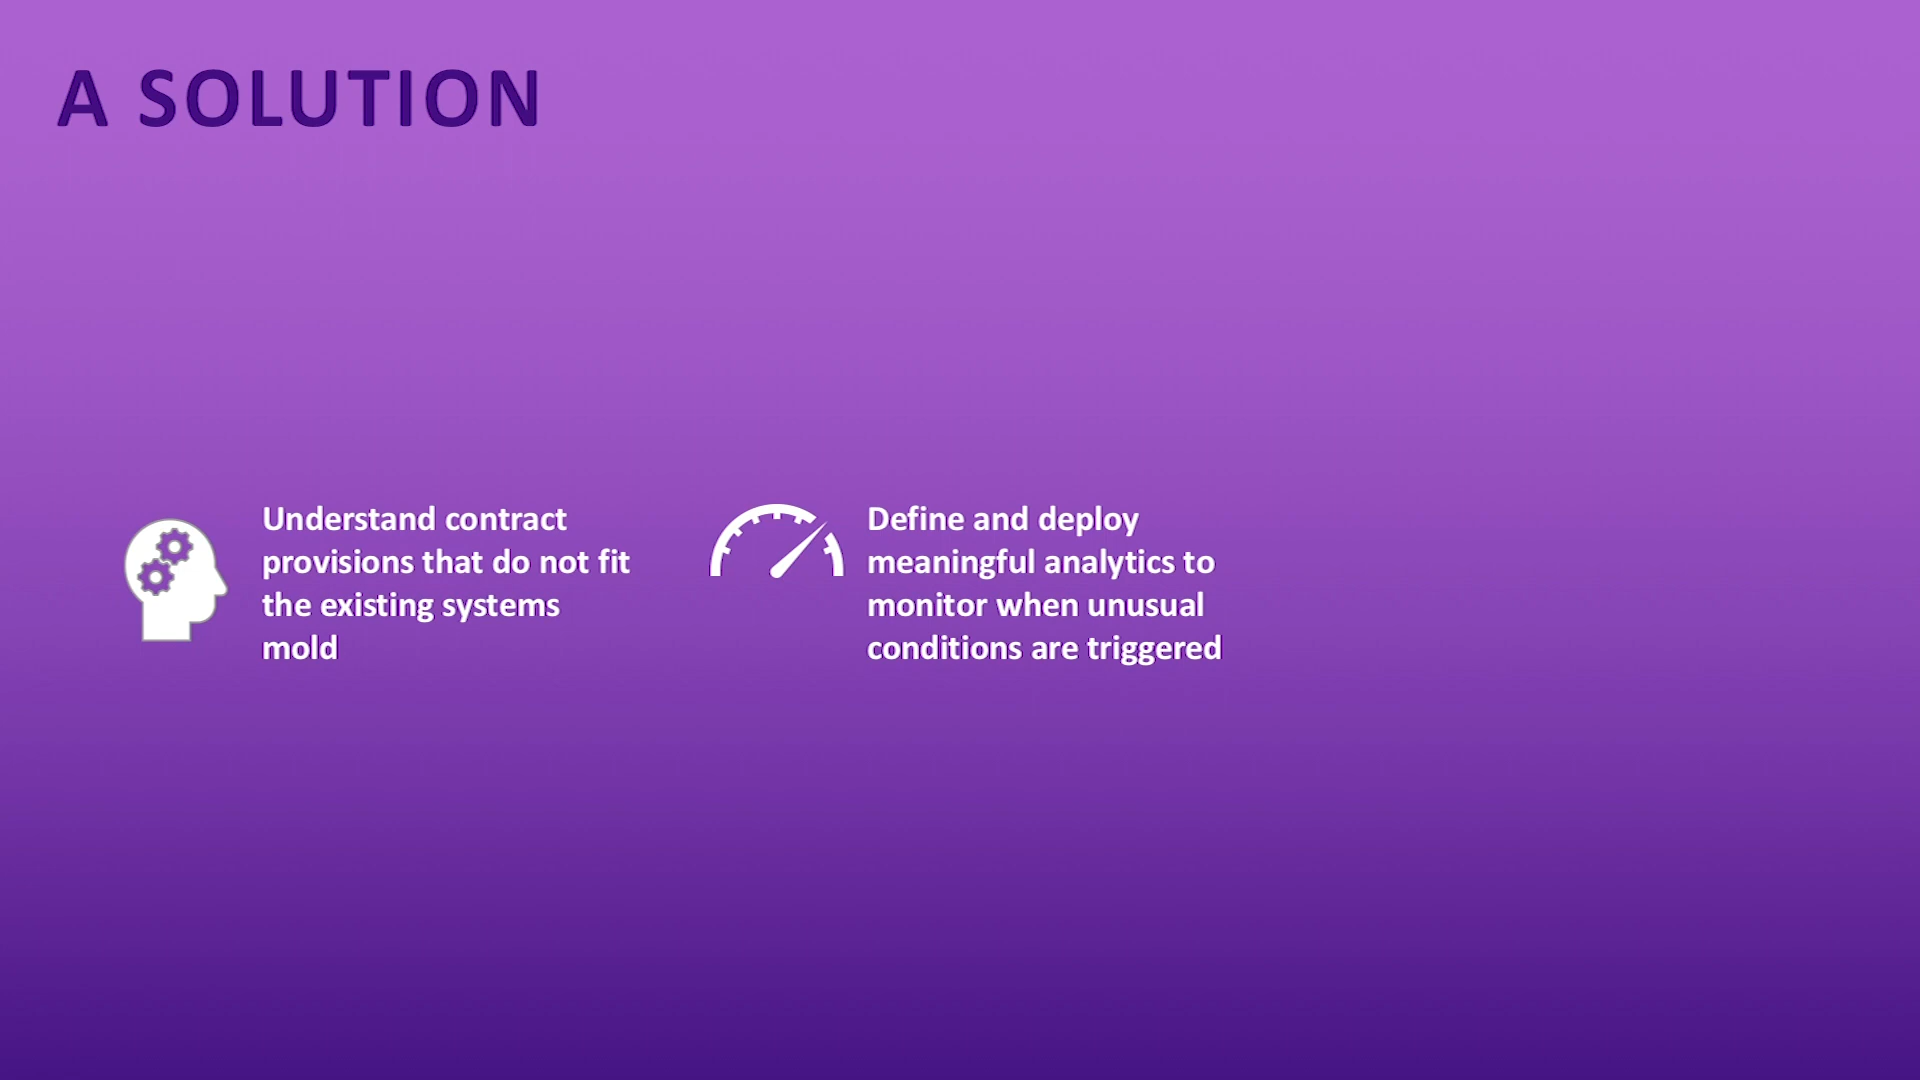 A SOLUTION
Understand contract
provisions that do not fit
the existing systems
mold
Define and deploy
meaningful analytics to
monitor when unusual
conditions are triggered